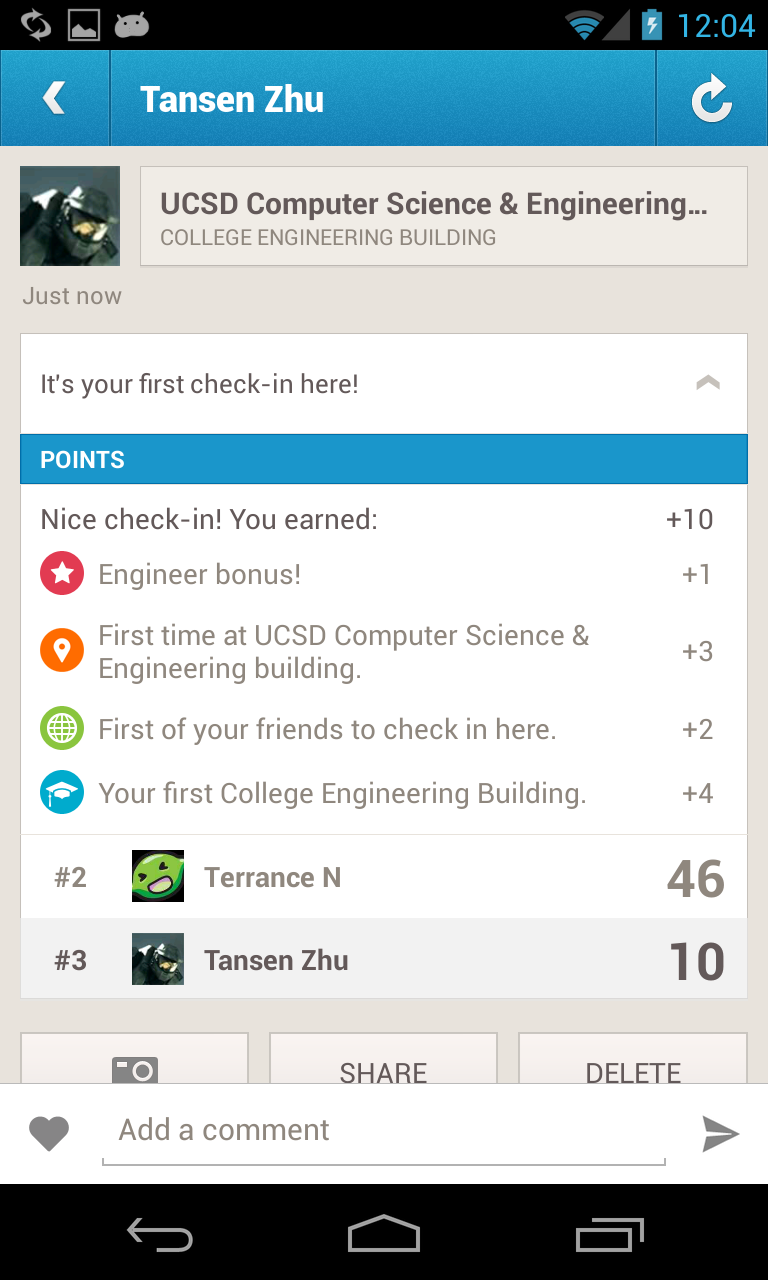 12:04
Tansen Zhu
UCSD Computer Science & Engineering...
COLLEGE ENGINEERING BUILDING
Just now
It's your first check-in here!
POINTS
Nice check-in! You earned: +10
Engineer bonus! +1
First time at UCSD Computer Science &
Engineering building. +3
First of your friends to check in here. +2
Your first College Engineering Building. +4
#2 Terrance N 46
#3 Tansen Zhu 10
SHARE DELETE
Add a comment